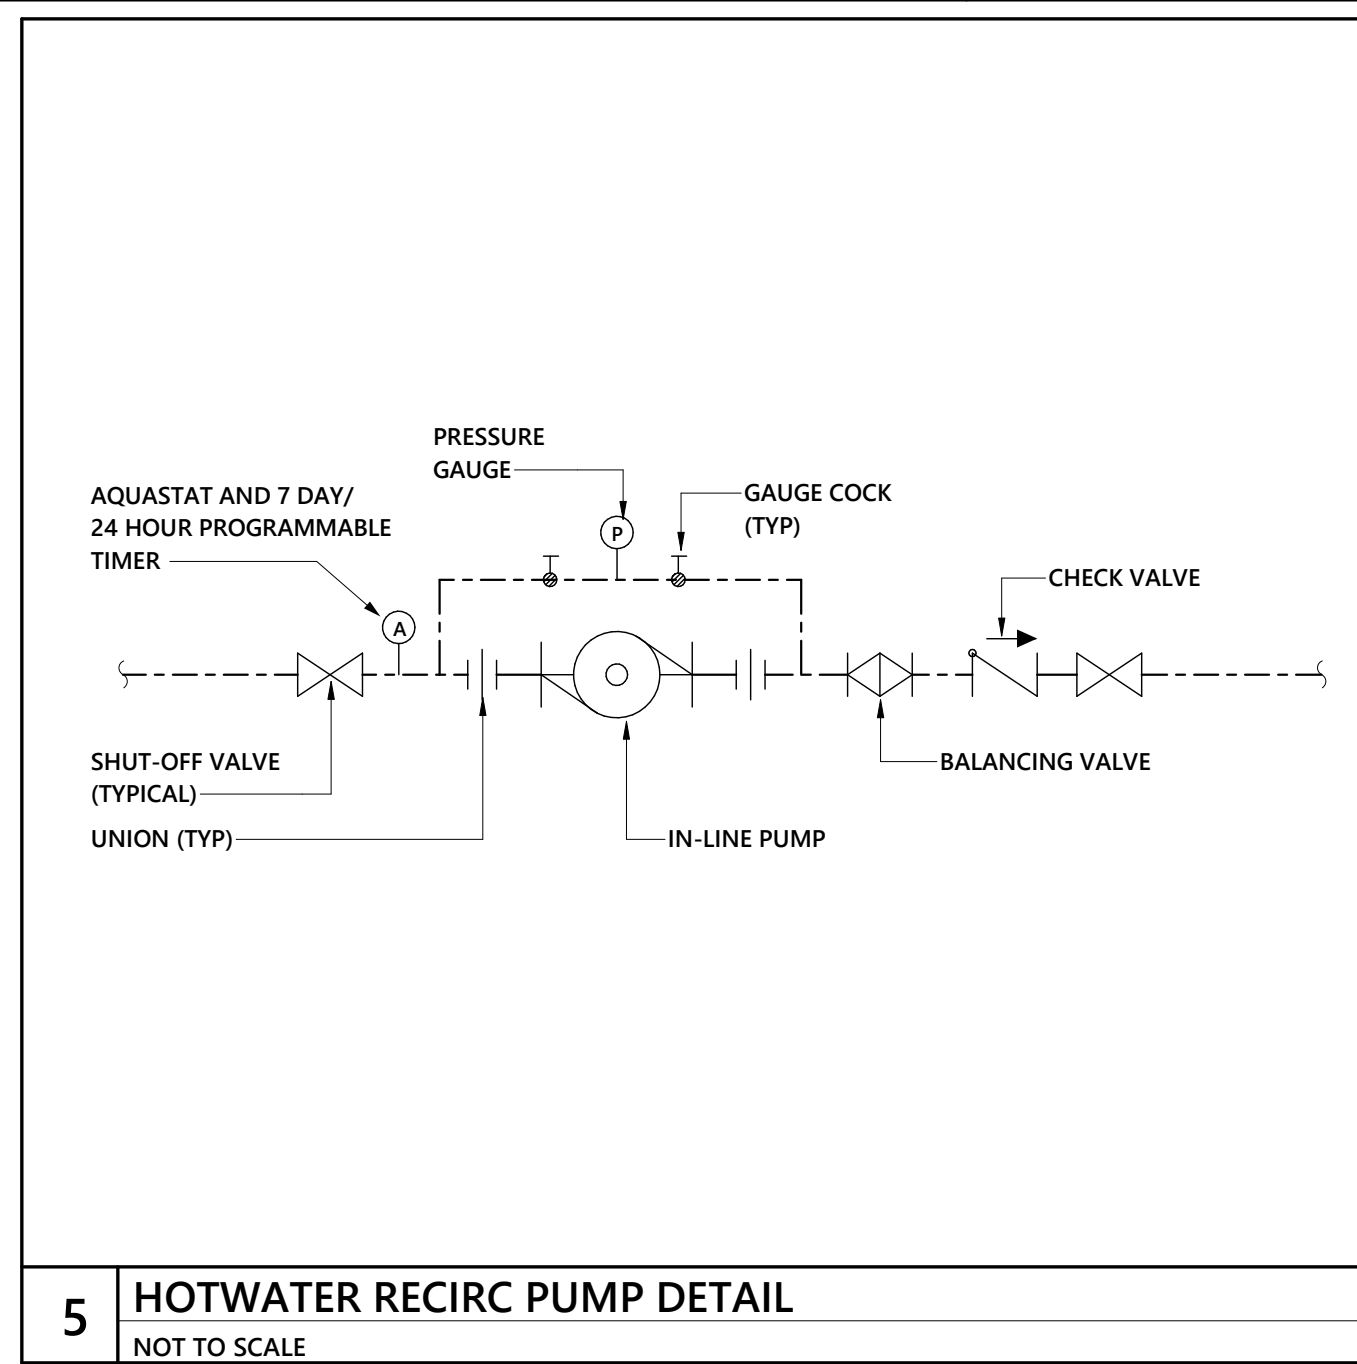 PRESSURE
GAUGE
AQUASTAT AND 7 DAY/
24 HOUR PROGRAMMABLE
TIMER
GAUGE COCK
(TYP)
P
CHECK VALVE
A
SHUT-OFF VALVE
(TYPICAL)
BALANCING VALVE
UNION (TYP)
IN-LINE PUMP
5
HOTWATER RECIRC PUMP DETAIL
NOT TO SCALE